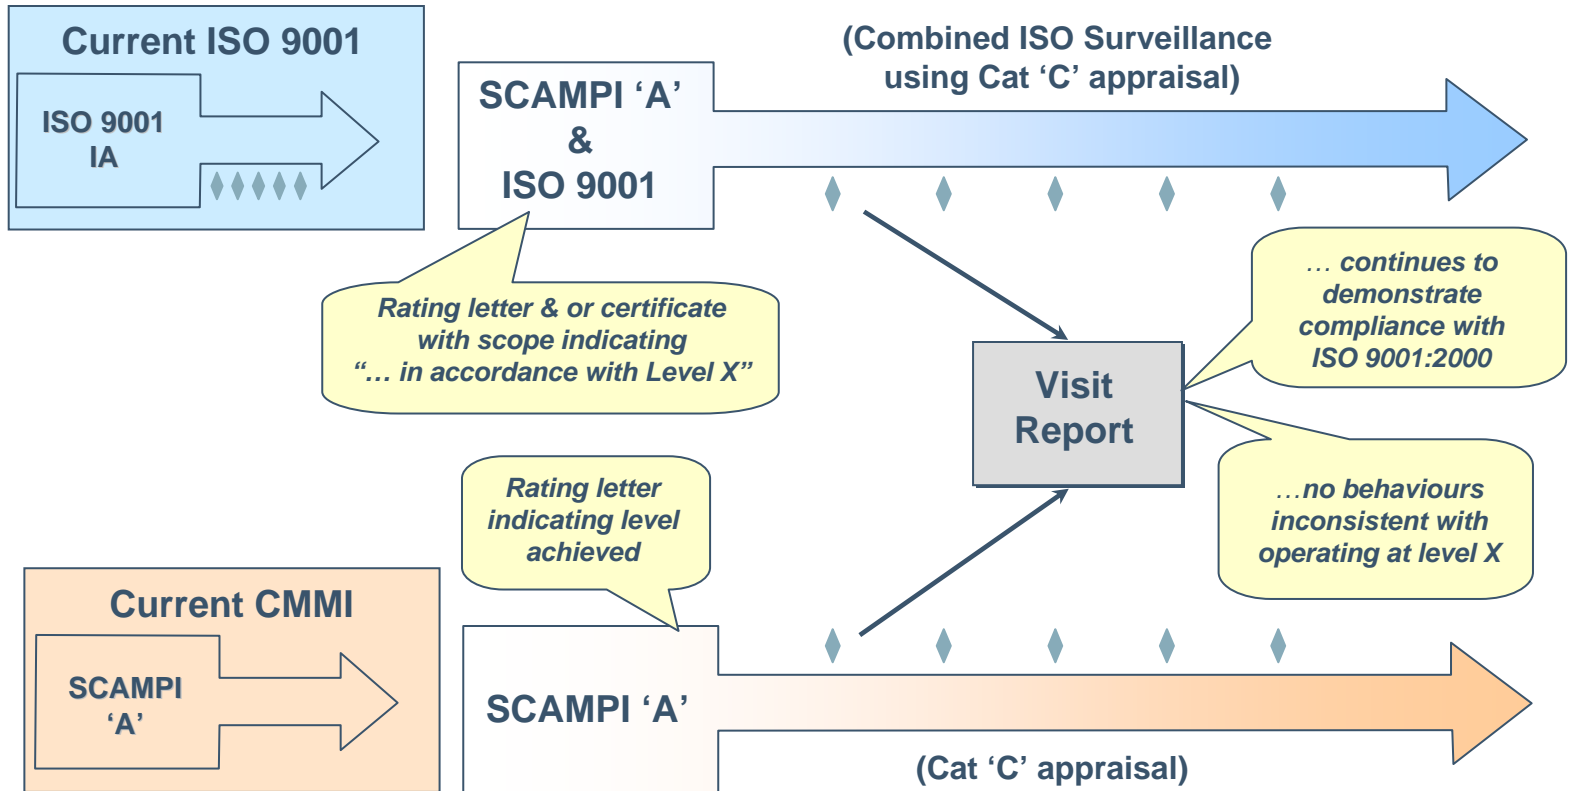 Current ISO 9001
ISO 9001
IA
SCAMPI ‘A’
&
ISO 9001
(Combined ISO Surveillance
using Cat ‘C’ appraisal)
Rating letter & or certificate
with scope indicating
“… in accordance with Level X”
… continues to
demonstrate
compliance with
ISO 9001:2000
Visit
Report
…no behaviours
inconsistent with
operating at level X
Rating letter
indicating level
achieved
Current CMMI
SCAMPI
‘A’
SCAMPI ‘A’
(Cat ‘C’ appraisal)